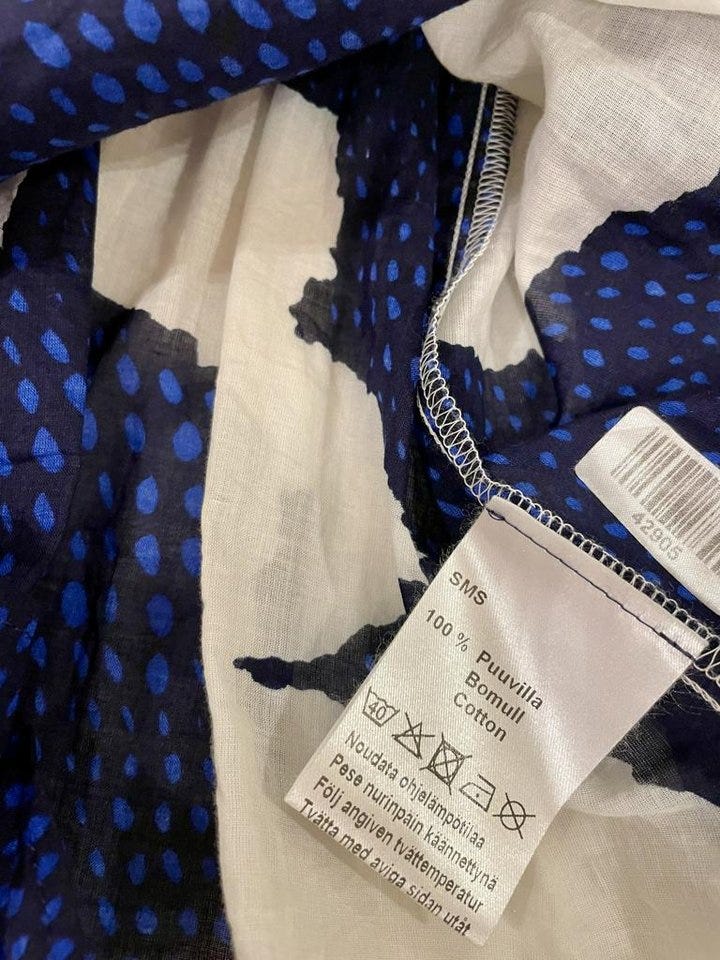 42905
SMS
100 % Puuvilla
Bomull
Cotton
40
Noudata ohjelämpötilaa
Pese nurinpäin käännettynä
Följ angiven tvättemperatur
Tvätta med aviga sidan utåt